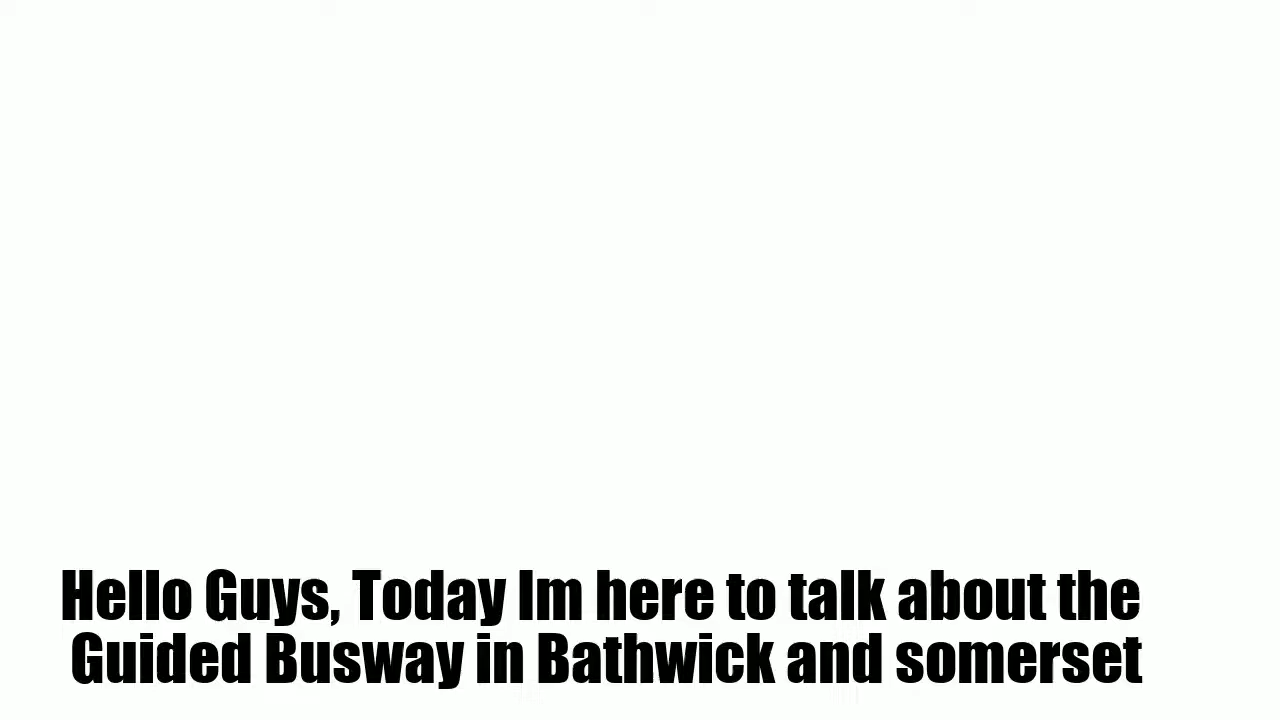 Hello Guys, Today Im here to talk about the
Guided Busway in Bathwick and somerset